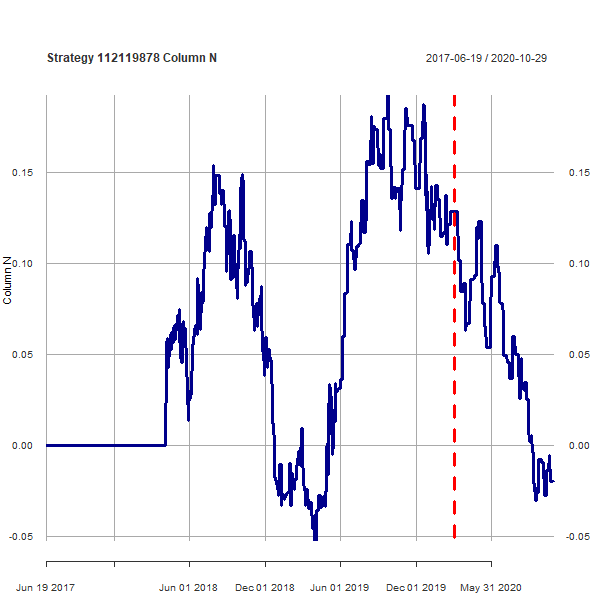 Strategy 112119878 Column N
2017-06-19 / 2020-10-29
0.15
0.15
0.10
0.10
Column N
0.05
0.05
0.00
0.00
-0.05
-0.05
Jun 19 2017
Jun 01 2018
Dec 01 2018
Jun 01 2019
Dec 01 2019
May 31 2020